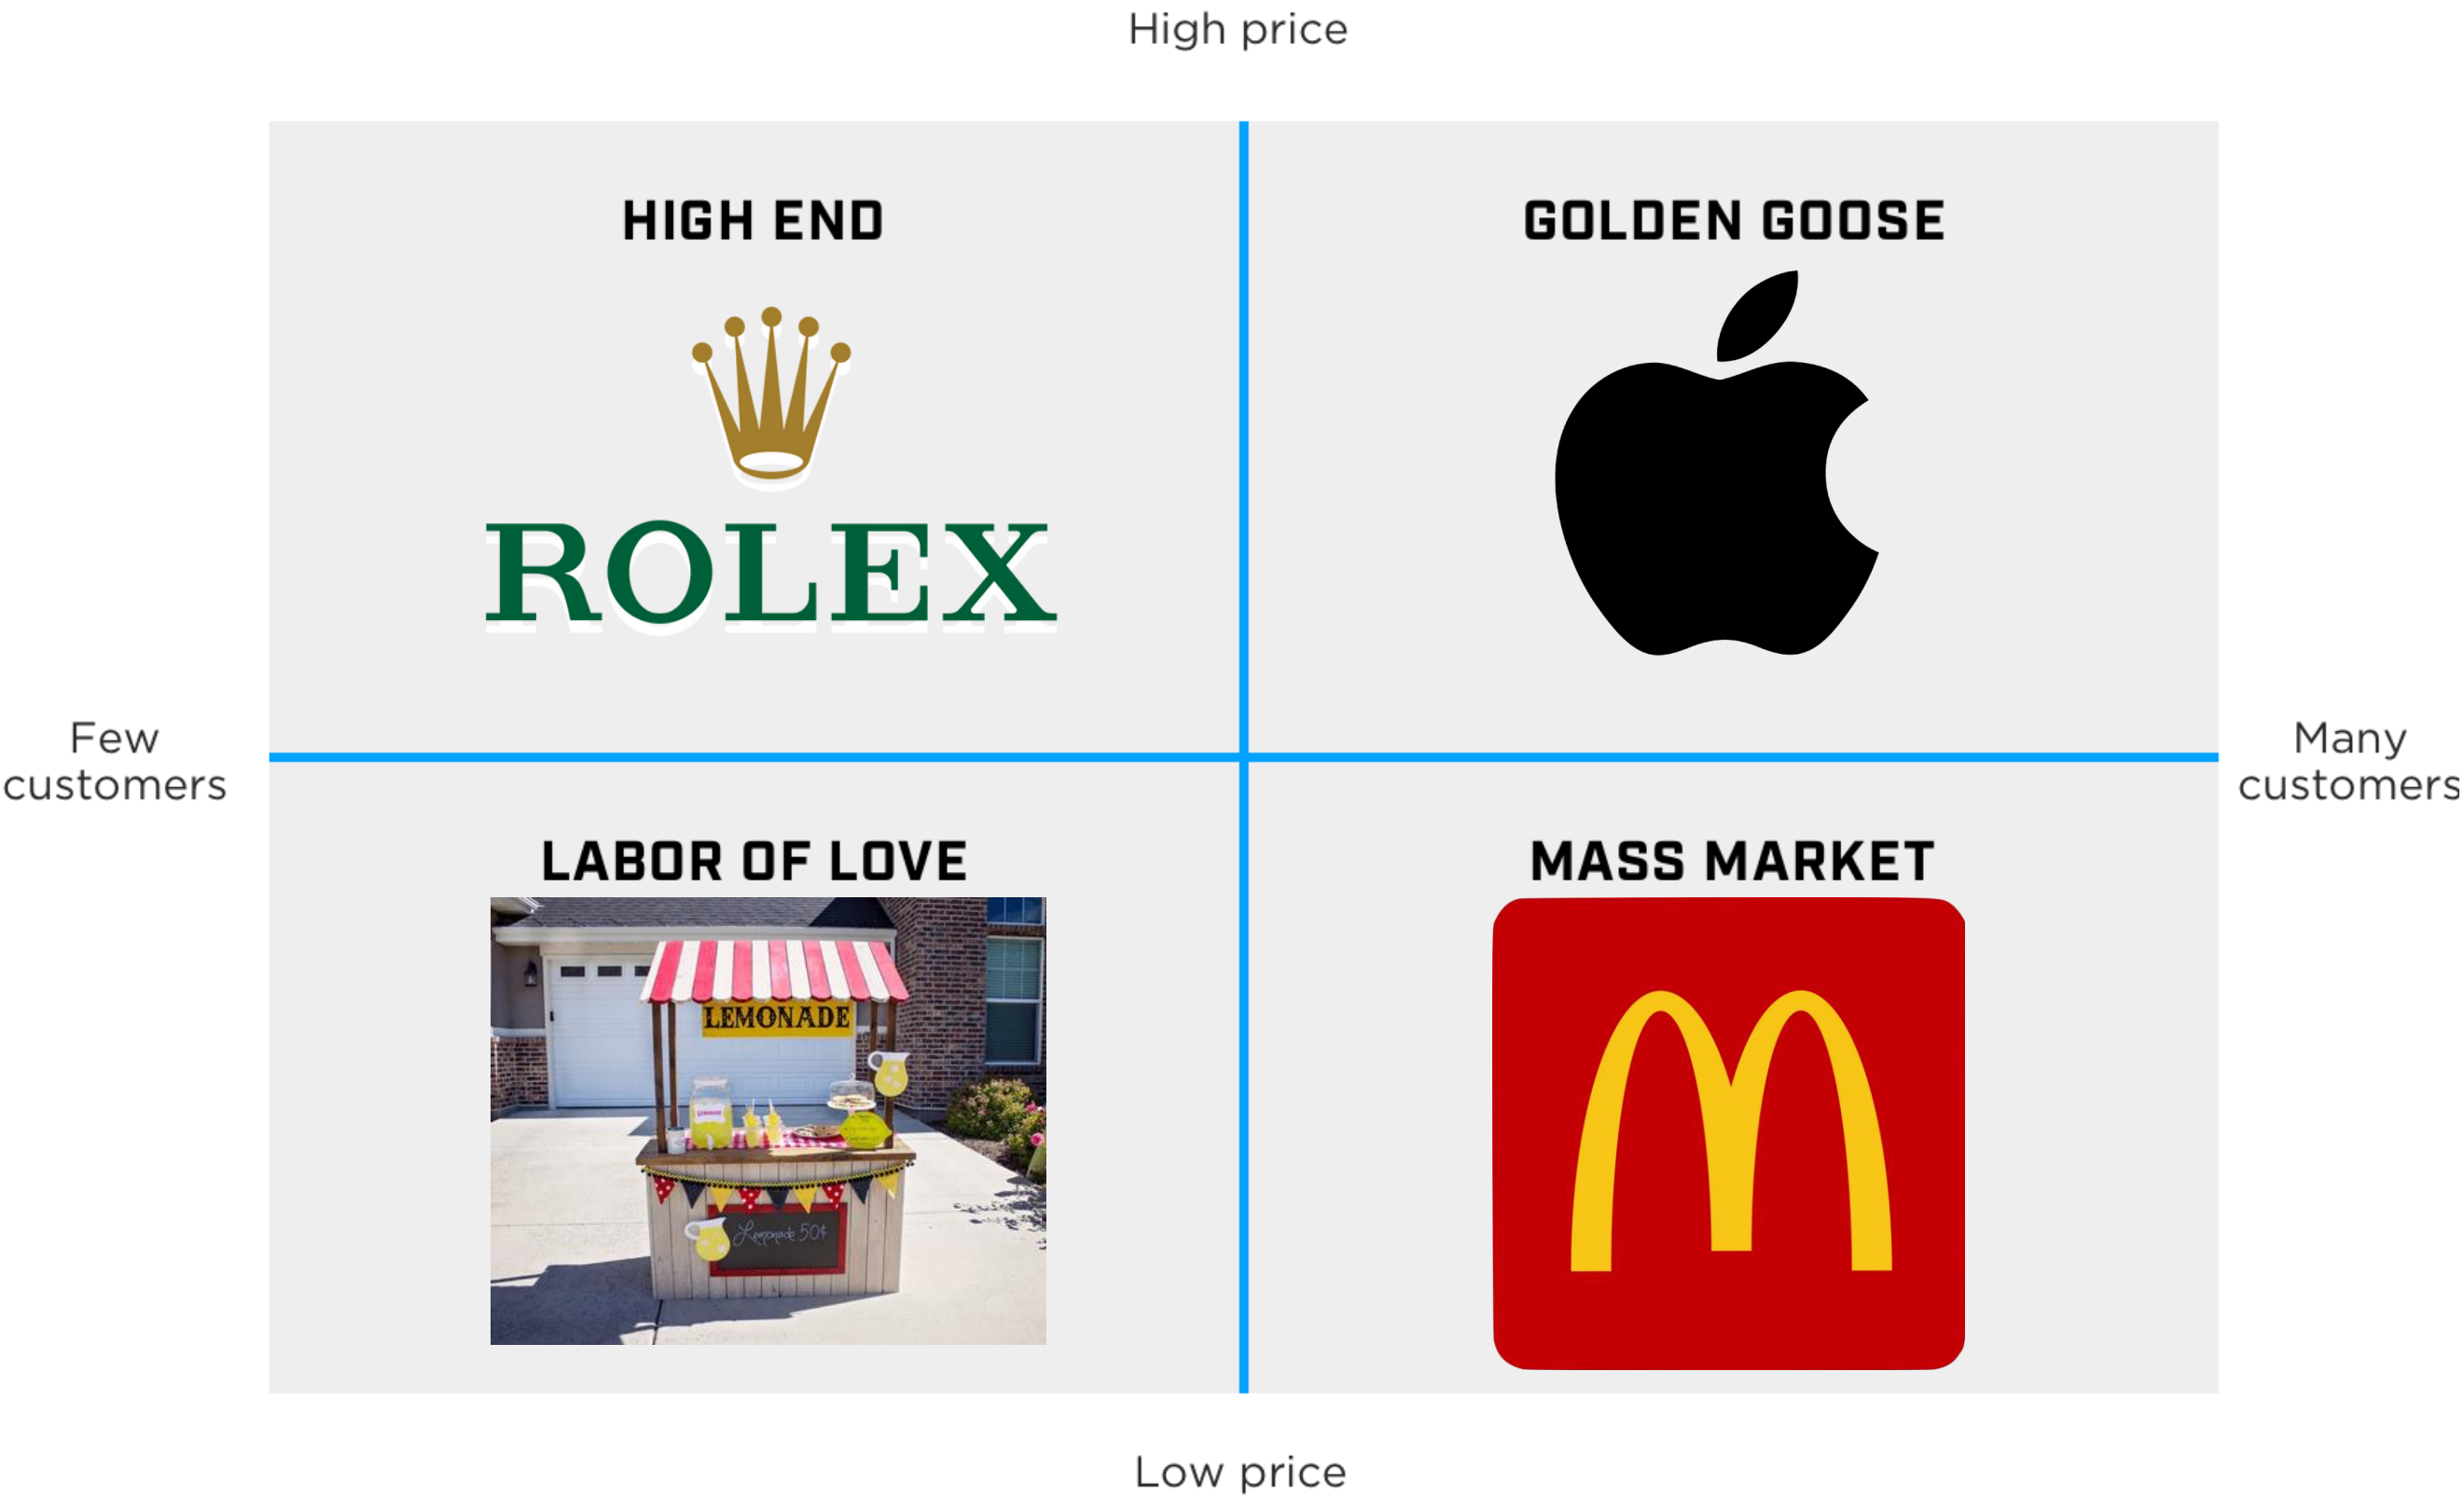 High price
HIGH END
GOLDEN GOOSE
ROLEX
Few
customers
Many
customers
LABOR OF LOVE
MASS MARKET
LEMONADE
Lemonade 50¢
Low price